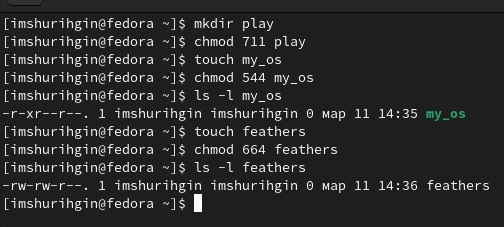 [imshurihgin@fedora ~]$ mkdir play
[imshurihgin@fedora ~]$ chmod 711 play
[imshurihgin@fedora ~]$ touch my_os
[imshurihgin@fedora ~]$ chmod 544 my_os
[imshurihgin@fedora ~]$ ls -l my_os
-r-xr--r--. 1 imshurihgin imshurihgin 0 мар 11 14:35 my_os
[imshurihgin@fedora ~]$ touch feathers
[imshurihgin@fedora ~]$ chmod 664 feathers
[imshurihgin@fedora ~]$ ls -l feathers
-rw-rw-r--. 1 imshurihgin imshurihgin 0 мар 11 14:36 feathers
[imshurihgin@fedora ~]$